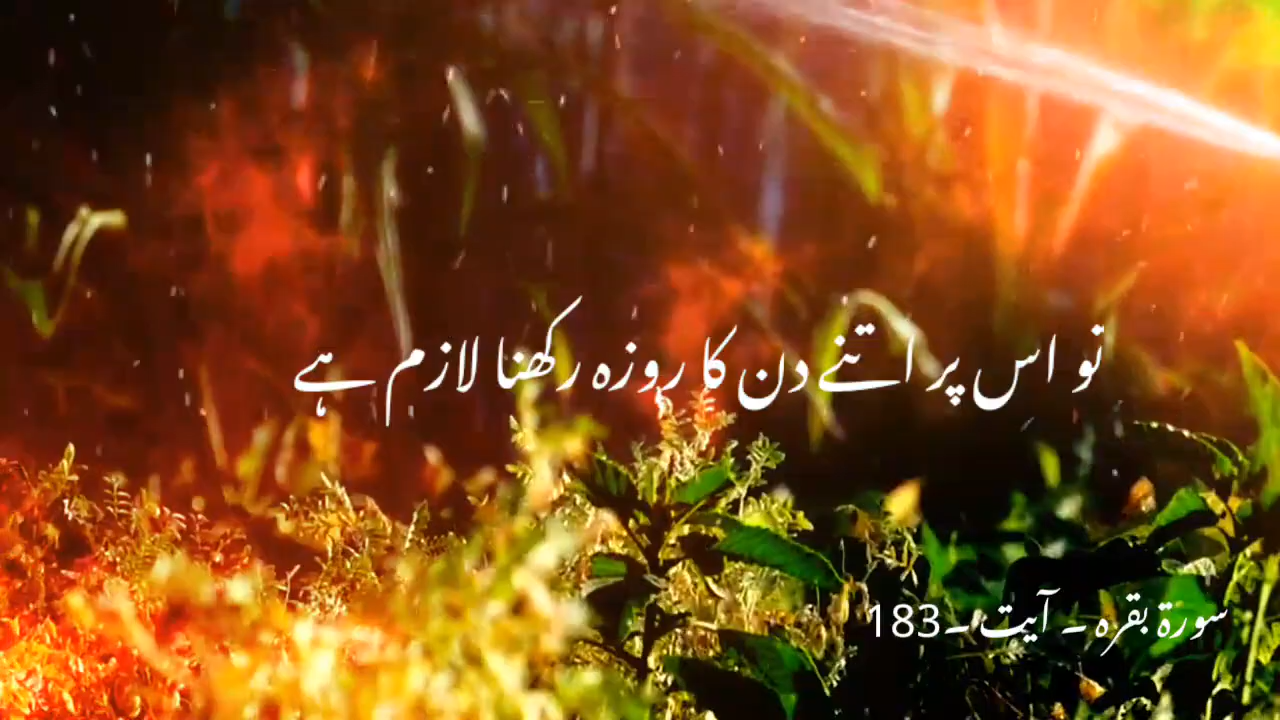 تو اس پر اتنے دن کا روزہ رکھنا لازم ہے
سورۃ بقرہ ۔ آیت ۔183